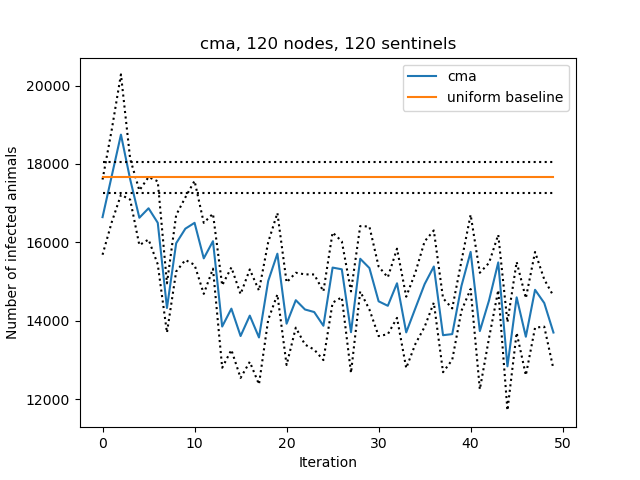 cma, 120 nodes, 120 sentinels
cma
uniform baseline
20000
18000
16000
14000
12000
Number of infected animals
0 10 20 30 40 50
Iteration